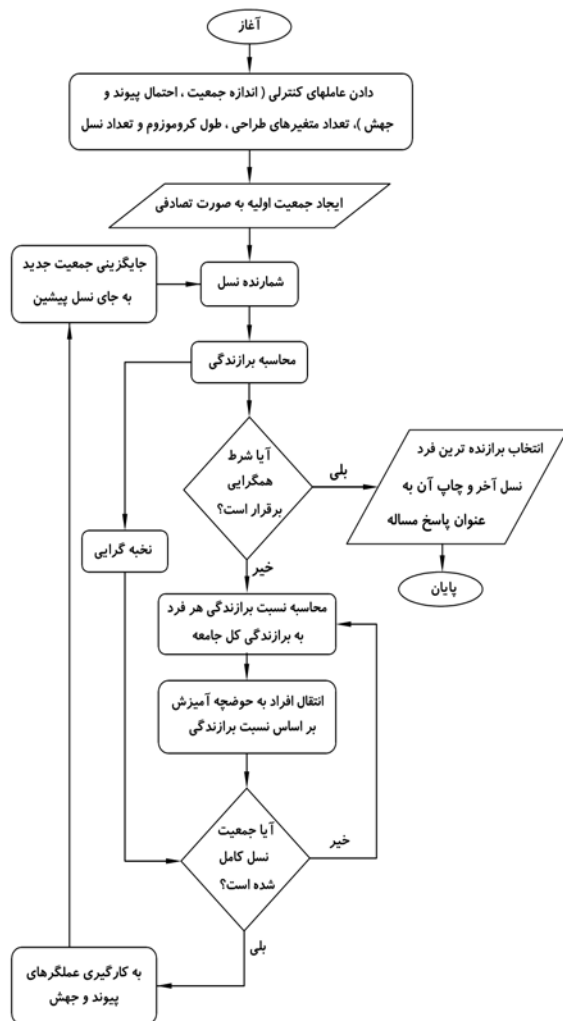 آغاز
دادن عاملهای کنترلی ( اندازه جمعیت ، احتمال پیوند و
جهش )، تعداد متغیرهای طراحی ، طول کروموزوم و تعداد نسل
ایجاد جمعیت اولیه به صورت تصادفی
جایگزینی جمعیت جدید
به جای نسل پیشین
شمارنده نسل
محاسبه برازندگی
آیا شرط
همگرایی
برقرار است؟
بلی
انتخاب برازنده ترین فرد
نسل آخر و چاپ آن به
عنوان پاسخ مساله
پایان
نخبه گرایی
خیر
محاسبه نسبت برازندگی هر فرد
به برازندگی کل جامعه
انتقال افراد به حوضچه آمیزش
بر اساس نسبت برازندگی
آیا جمعیت
نسل کامل
شده است؟
خیر
بلی
به کارگیری عملگرهای
پیوند و جهش